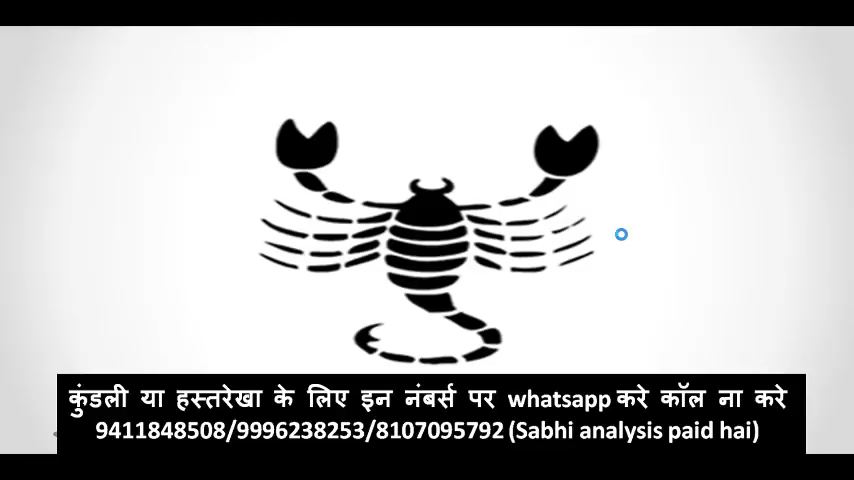 कुंडली या हस्तरेखा के लिए इन नंबर्स पर whatsapp करे कॉल ना करे
9411848508/9996238253/8107095792 (Sabhi analysis paid hai)